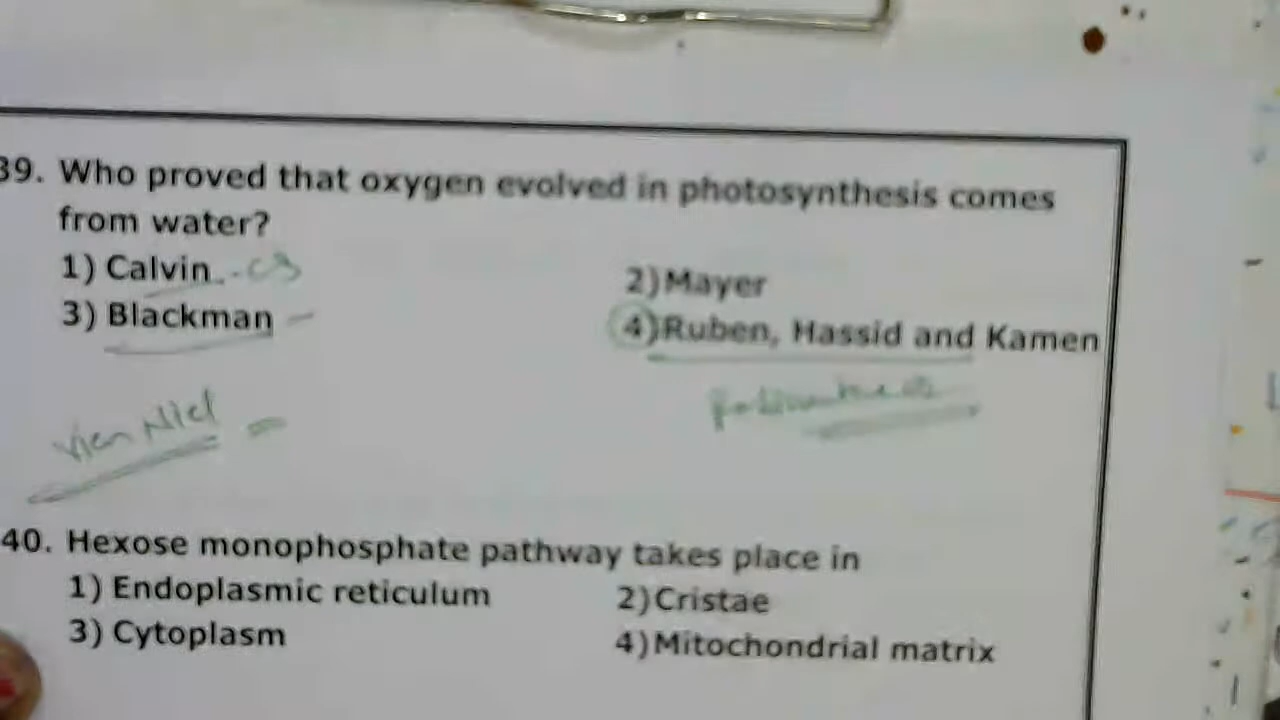 39. Who proved that oxygen evolved in photosynthesis comes
from water?
1) Calvin - C3
2) Mayer
3) Blackman -
4) Ruben, Hassid and Kamen
Van Niel
40. Hexose monophosphate pathway takes place in
1) Endoplasmic reticulum
2) Cristae
3) Cytoplasm
4) Mitochondrial matrix